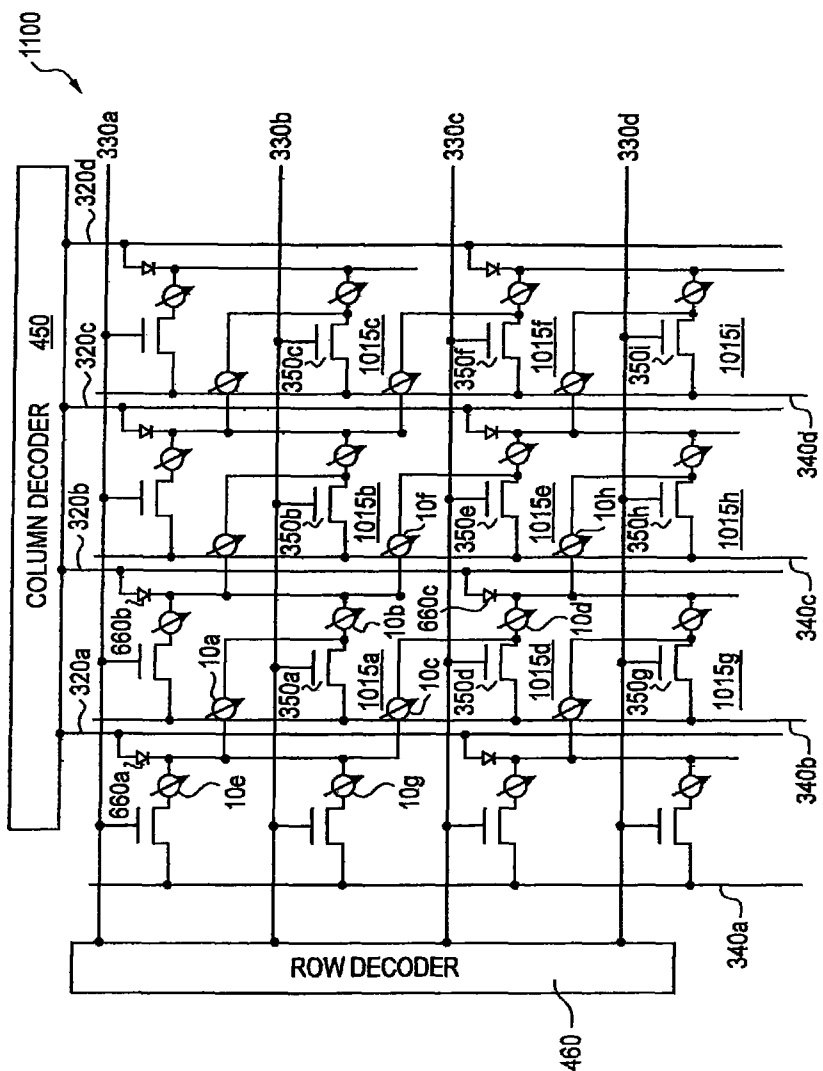 1100
COLUMN DECODER
450
320a
320b
320c
320d
330a
660a
660b
10e
10a
330b
350a
350b
350c
10b
1015a
1015b
1015c
10g
10c
10f
330c
350d
350e
350f
660c
1015d
1015e
1015f
10d
10h
330d
350g
350h
350i
1015g
1015h
1015i
ROW DECODER
460
340a
340b
340c
340d